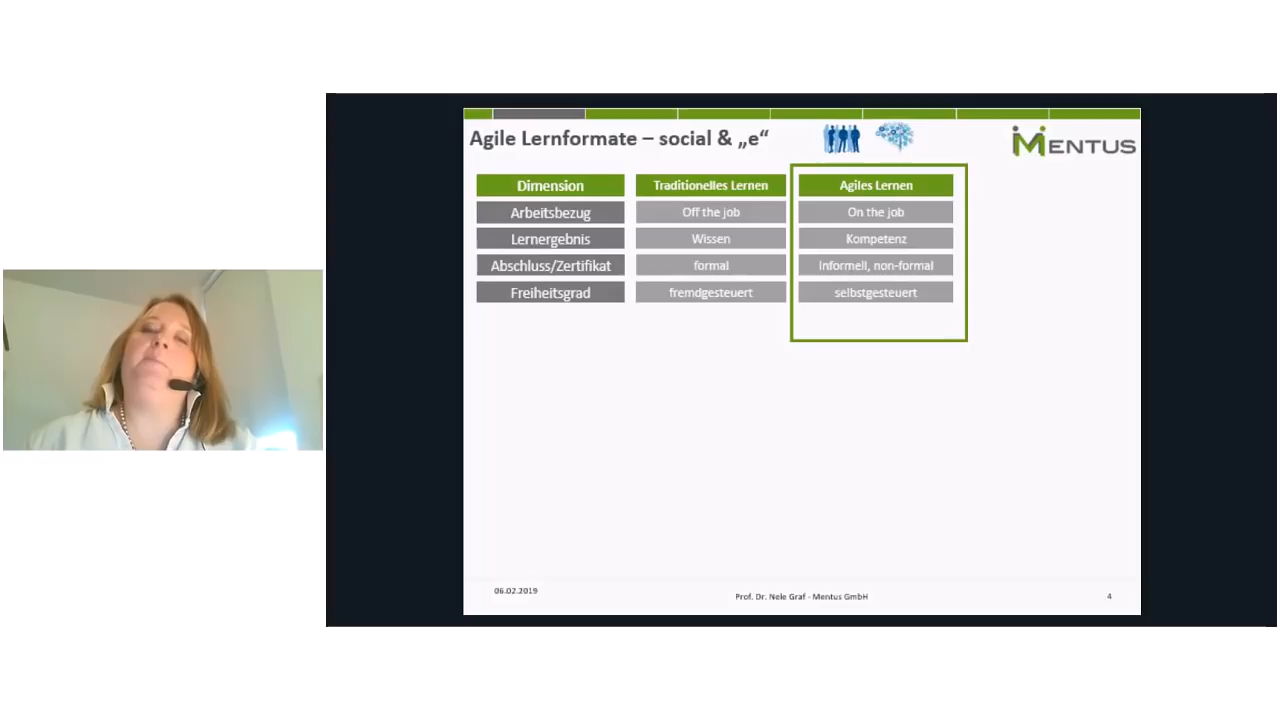 Agile Lernformate – social & „e“
MENTUS
Dimension Traditionelles Lernen Agiles Lernen
Arbeitsbezug Off the job On the job
Lernergebnis Wissen Kompetenz
Abschluss/Zertifikat formal Informell, non-formal
Freiheitsgrad fremdgesteuert selbstgesteuert
06.02.2019 Prof. Dr. Nele Graf - Mentus GmbH 4